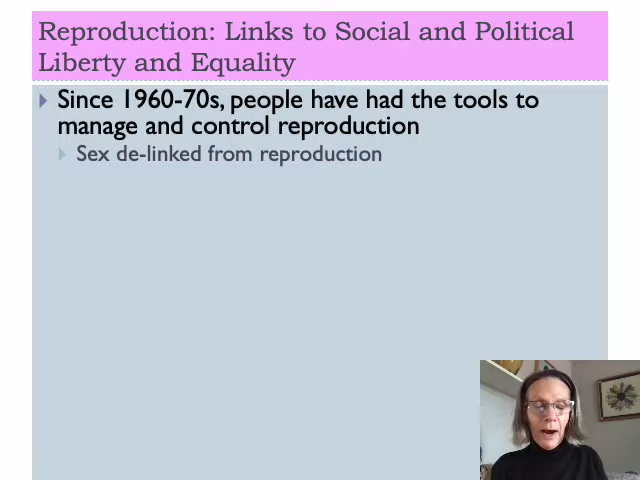 Reproduction: Links to Social and Political
Liberty and Equality
Since 1960-70s, people have had the tools to
manage and control reproduction
Sex de-linked from reproduction